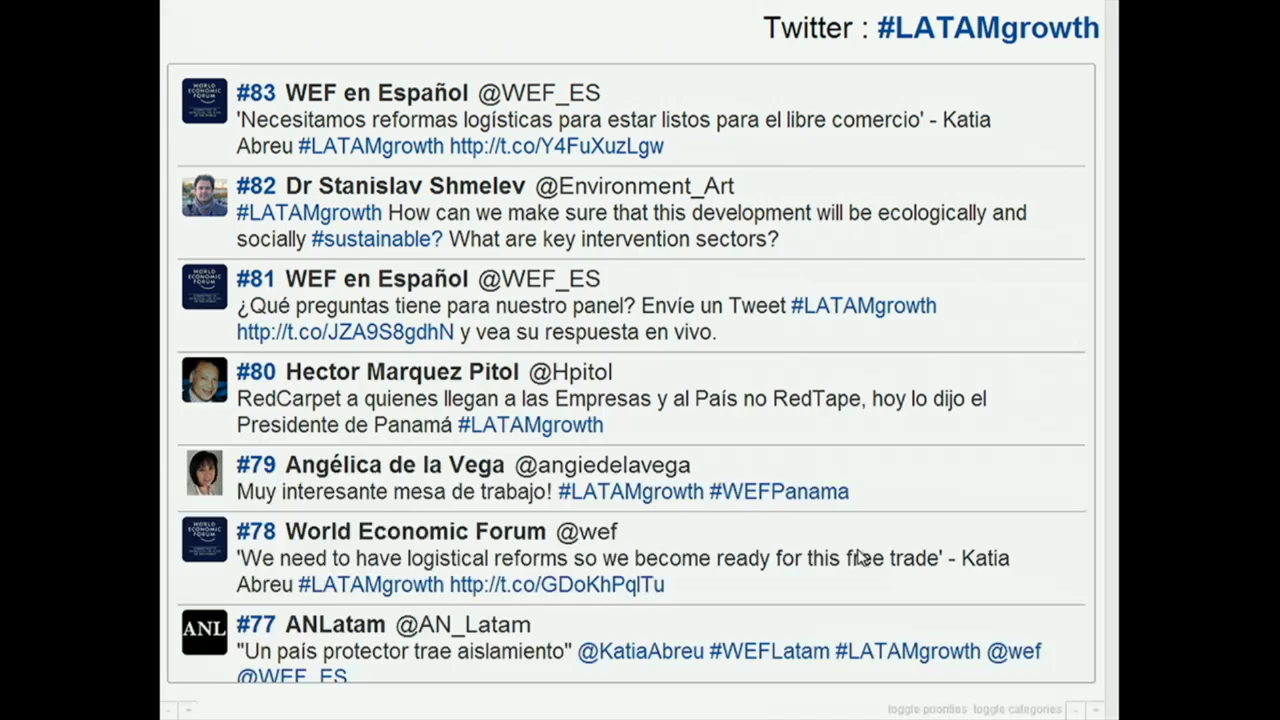 Twitter : #LATAMgrowth
#83 WEF en Español @WEF_ES
'Necesitamos reformas logísticas para estar listos para el libre comercio' - Katia
Abreu #LATAMgrowth http://t.co/Y4FuXuzLgw
#82 Dr Stanislav Shmelev @Environment_Art
#LATAMgrowth How can we make sure that this development will be ecologically and
socially #sustainable? What are key intervention sectors?
#81 WEF en Español @WEF_ES
¿Qué preguntas tiene para nuestro panel? Envíe un Tweet #LATAMgrowth
http://t.co/JZA9S8gdhN y vea su respuesta en vivo.
#80 Hector Marquez Pitol @Hpitol
RedCarpet a quienes llegan a las Empresas y al País no RedTape, hoy lo dijo el
Presidente de Panamá #LATAMgrowth
#79 Angélica de la Vega @angiedelavega
Muy interesante mesa de trabajo! #LATAMgrowth #WEFPanama
#78 World Economic Forum @wef
'We need to have logistical reforms so we become ready for this free trade' - Katia
Abreu #LATAMgrowth http://t.co/GDoKhPqlTu
ANL
#77 ANLatam @AN_Latam
"Un país protector trae aislamiento" @KatiaAbreu #WEFLatam #LATAMgrowth @wef
@WEF_ES
toggle priorities toggle categories